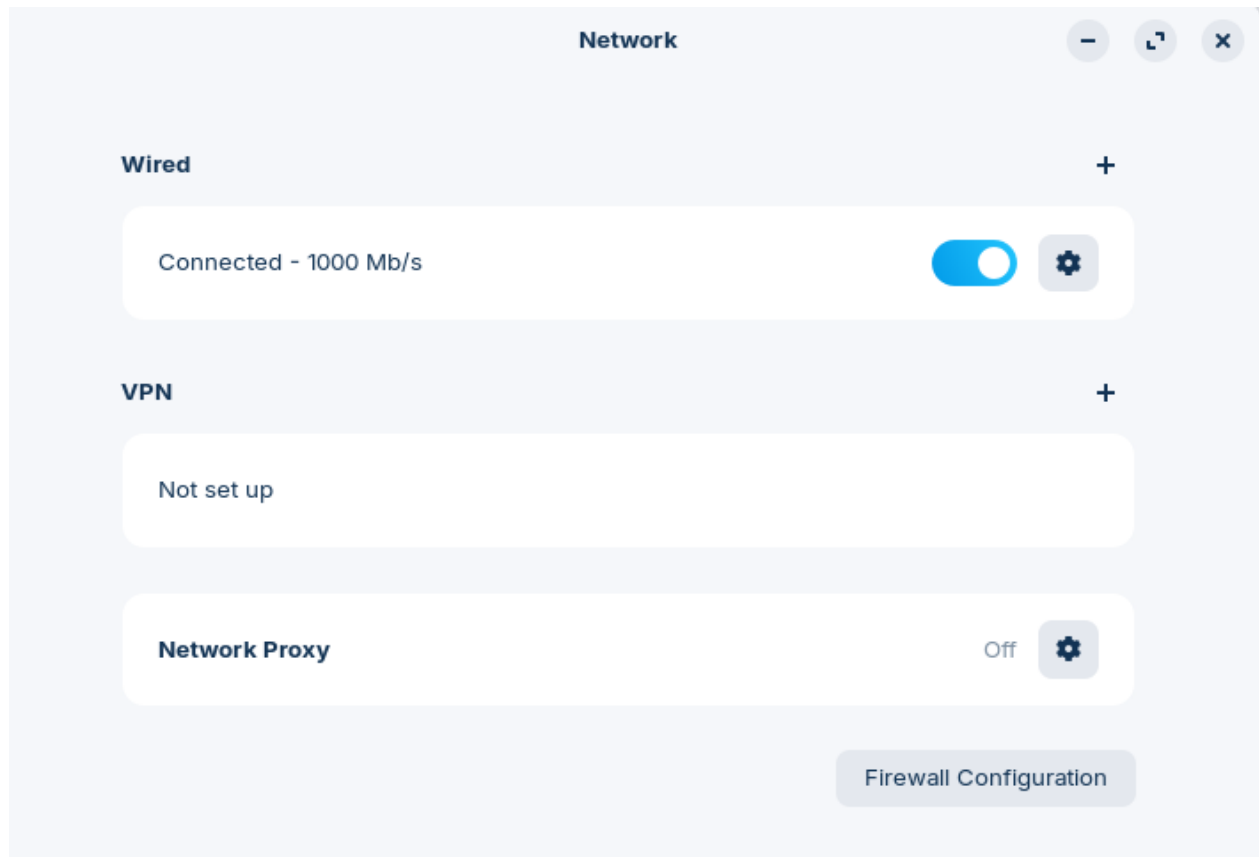 Network
Wired
Connected - 1000 Mb/s
VPN
Not set up
Network Proxy
Off
Firewall Configuration